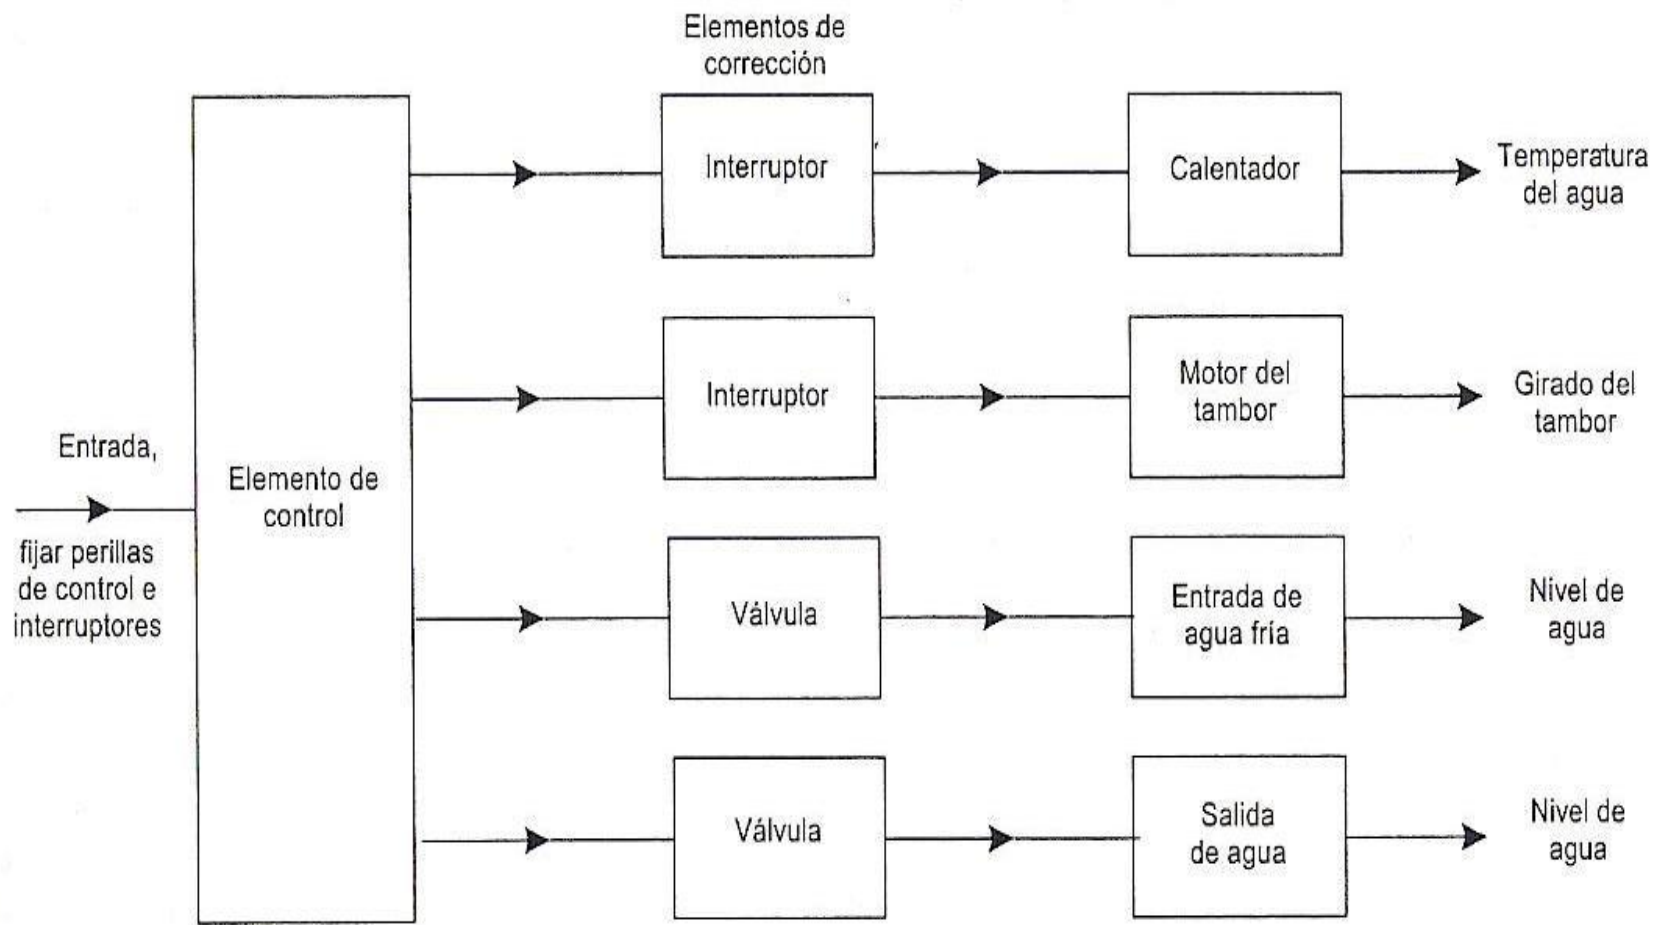 Elementos de
corrección
Interruptor
Calentador
Temperatura
del agua
Interruptor
Motor del
tambor
Girado del
tambor
Entrada,
fijar perillas
de control e
interruptores
Elemento de
control
Válvula
Entrada de
agua fría
Nivel de
agua
Válvula
Salida
de agua
Nivel de
agua